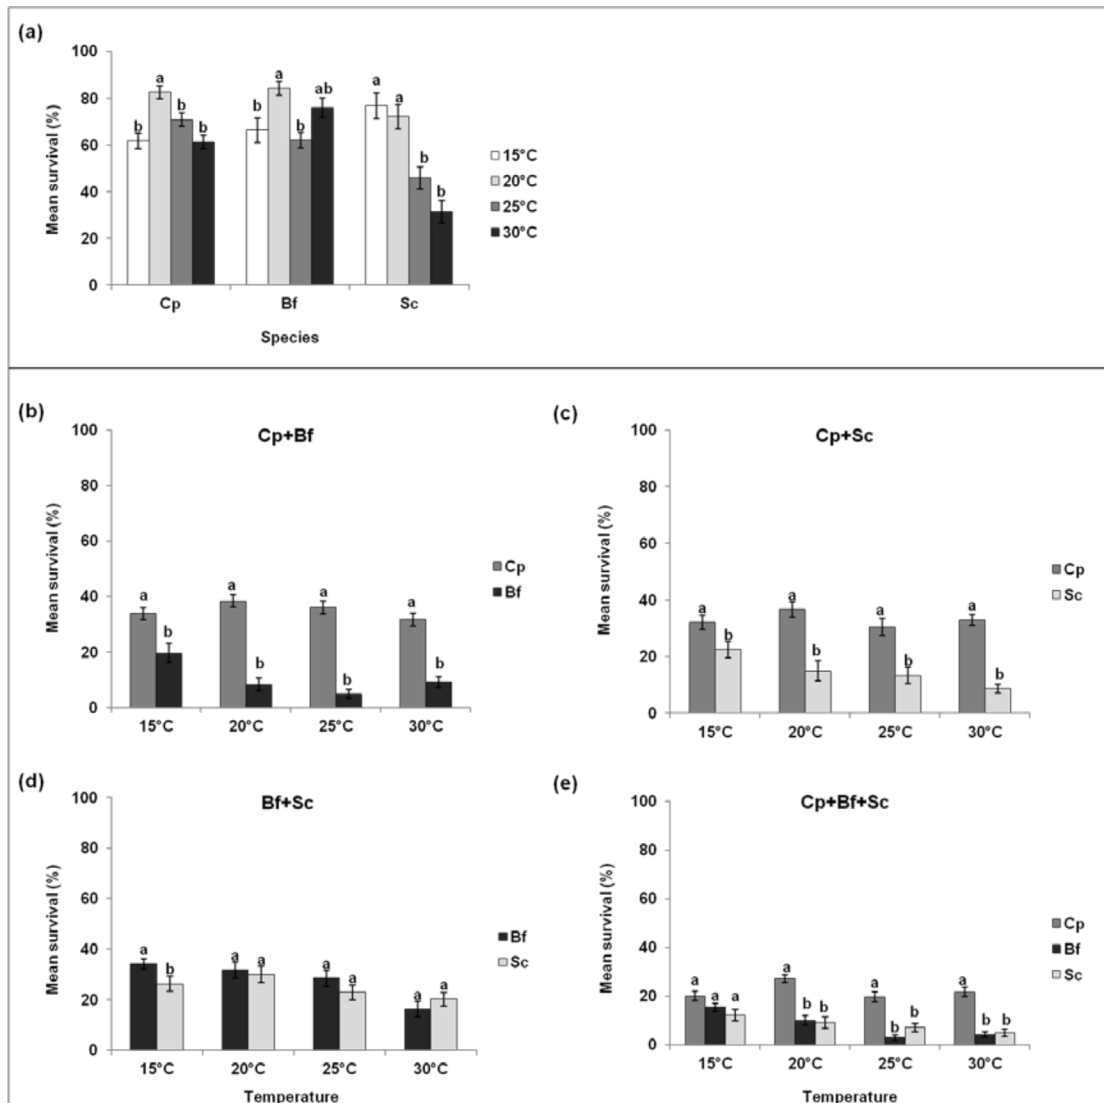 (a)
100
80
60
40
20
0
Mean survival (%)
b a b b
b a b ab
a a b b
Cp Bf Sc
Species
15°C
20°C
25°C
30°C
(b)
Cp+Bf
100
80
60
40
20
0
Mean survival (%)
a b a b a b a b
15°C 20°C 25°C 30°C
Cp
Bf
(c)
Cp+Sc
100
80
60
40
20
0
Mean survival (%)
a b a b a b a b
15°C 20°C 25°C 30°C
Cp
Sc
(d)
Bf+Sc
100
80
60
40
20
0
Mean survival (%)
a b a a a a a a
15°C 20°C 25°C 30°C
Temperature
Bf
Sc
(e)
Cp+Bf+Sc
100
80
60
40
20
0
Mean survival (%)
a a a a b b a b b a b b
15°C 20°C 25°C 30°C
Temperature
Cp
Bf
Sc